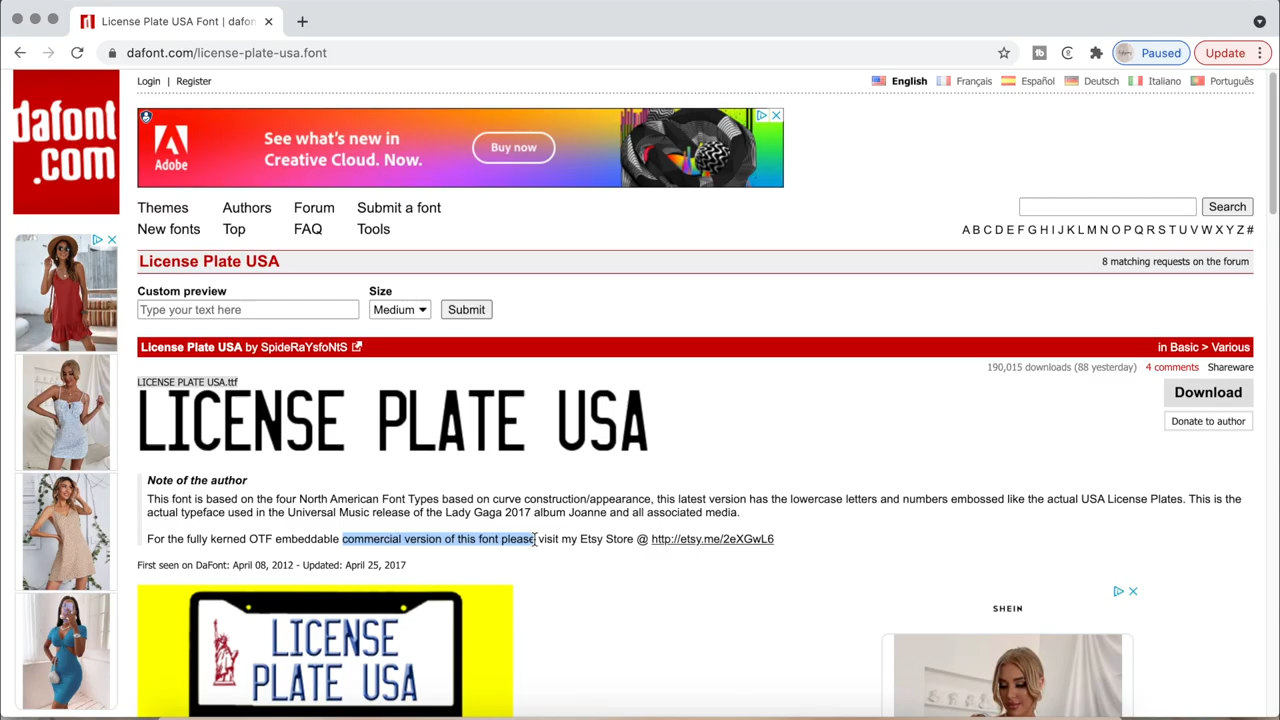 License Plate USA Font | dafon
dafont.com/license-plate-usa.font
Paused
Update
Login | Register
English Français Español Deutsch Italiano Português
dafont
.com
Adobe
See what's new in
Creative Cloud. Now.
Buy now
Themes Authors Forum Submit a font
New fonts Top FAQ Tools
Search
A B C D E F G H I J K L M N O P Q R S T U V W X Y Z #
License Plate USA
8 matching requests on the forum
Custom preview Size
Type your text here Medium Submit
License Plate USA by SpideRaYsfoNtS in Basic > Various
190,015 downloads (88 yesterday) 4 comments Shareware
LICENSE PLATE USA.ttf
LICENSE PLATE USA
Download
Donate to author
Note of the author
This font is based on the four North American Font Types based on curve construction/appearance, this latest version has the lowercase letters and numbers embossed like the actual USA License Plates. This is the
actual typeface used in the Universal Music release of the Lady Gaga 2017 album Joanne and all associated media.
For the fully kerned OTF embeddable commercial version of this font please visit my Etsy Store @ http://etsy.me/2eXGwL6
First seen on DaFont: April 08, 2012 - Updated: April 25, 2017
LICENSE
PLATE USA
SHEIN